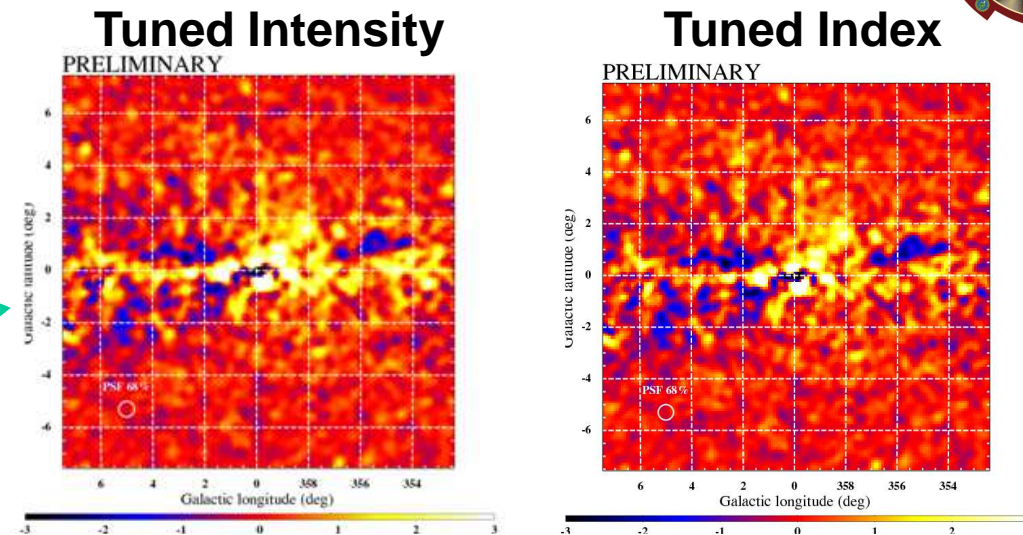 Tuned Intensity
PRELIMINARY
6
4
2
0
-2
-4
-6
Galactic latitude (deg)
PSF 68%
6 4 2 0 358 356 354
Galactic longitude (deg)
-3 -2 -1 0 1 2 3
Tuned Index
PRELIMINARY
6
4
2
0
-2
-4
-6
Galactic latitude (deg)
PSF 68%
6 4 2 0 358 356 354
Galactic longitude (deg)
-3 -2 -1 0 1 2